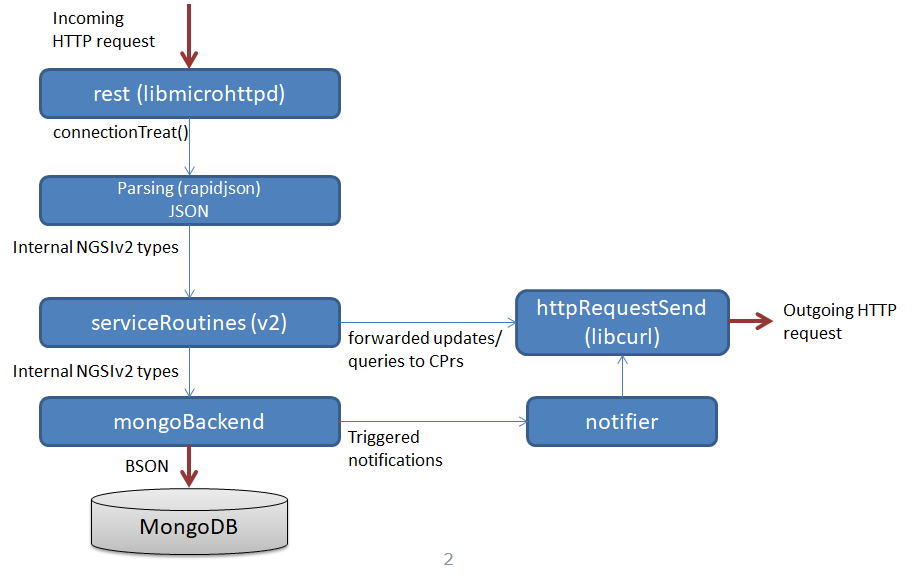 Incoming
HTTP request
rest (libmicrohttpd)
connectionTreat()
Parsing (rapidjson)
JSON
Internal NGSIv2 types
serviceRoutines (v2)
forwarded updates/
queries to CPrs
httpRequestSend
(libcurl)
Outgoing HTTP
request
Internal NGSIv2 types
mongoBackend
Triggered
notifications
notifier
BSON
MongoDB
2